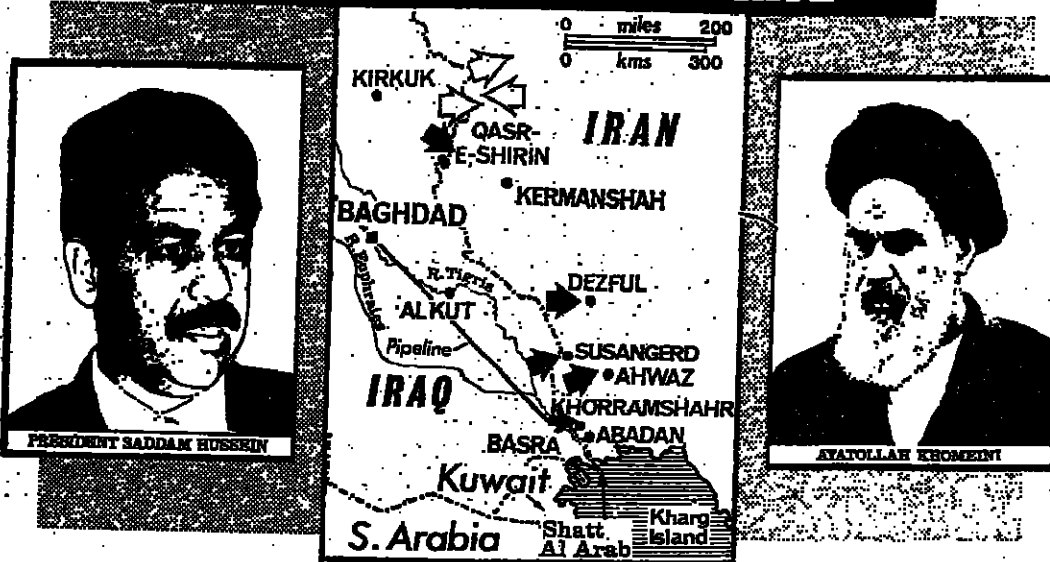 PRESIDENT SADDAM HUSSEIN
0 miles 200
0 kms 300
KIRKUK
QASR-
E-SHIRIN
IRAN
KERMANSHAH
BAGHDAD
R. Euphrates
R. Tigris
AL KUT
DEZFUL
Pipeline
SUSANGERD
AHWAZ
IRAQ
KHORRAMSHAHR
BASRA
ABADAN
Kuwait
S. Arabia
Shatt
Al Arab
Kharg
Island
AYATOLLAH KHOMEINI